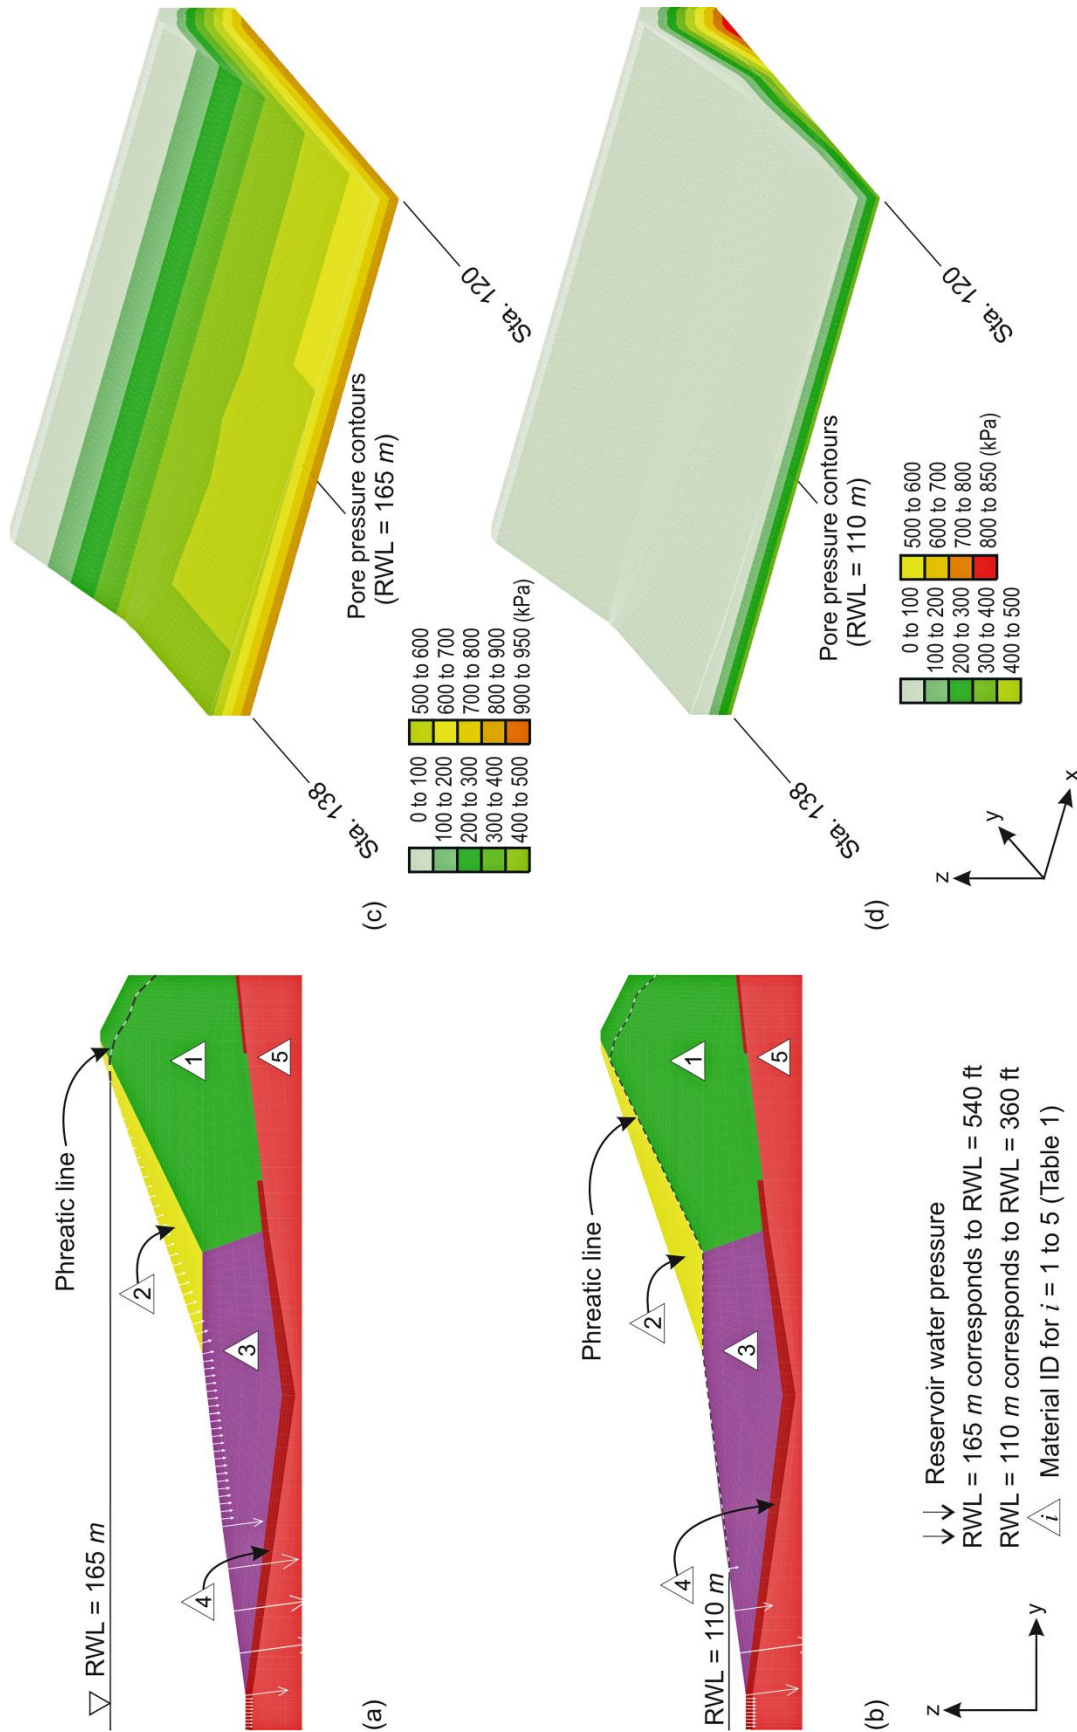 RWL = 165 m
Phreatic line
2
1
3
4
5
(a)
RWL = 110 m
Phreatic line
2
1
3
4
5
(b)
z
y
Reservoir water pressure
RWL = 165 m corresponds to RWL = 540 ft
RWL = 110 m corresponds to RWL = 360 ft
i
Material ID for i = 1 to 5 (Table 1)
Sta. 138
Pore pressure contours
(RWL = 165 m)
Sta. 120
0 to 100
500 to 600
100 to 200
600 to 700
200 to 300
700 to 800
300 to 400
800 to 900
400 to 500
900 to 950 (kPa)
(c)
Sta. 138
Pore pressure contours
(RWL = 110 m)
Sta. 120
0 to 100
500 to 600
100 to 200
600 to 700
200 to 300
700 to 800
300 to 400
800 to 850 (kPa)
400 to 500
(d)
z
y
x